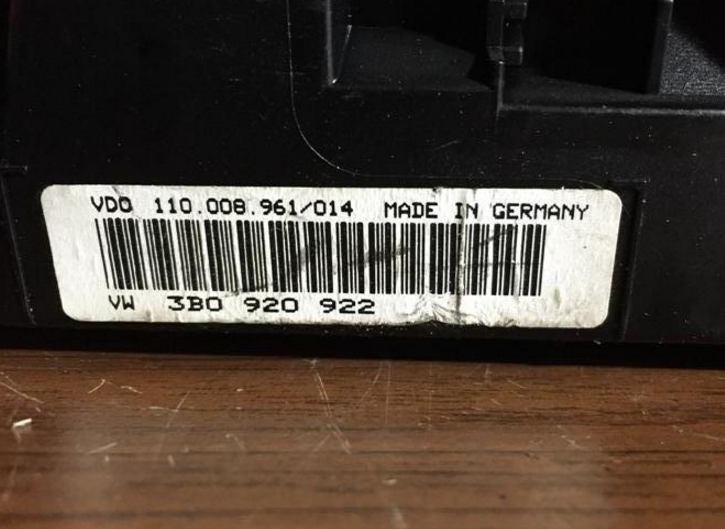 VDO 110.008.961/014 MADE IN GERMANY
VW 3B0 920 922